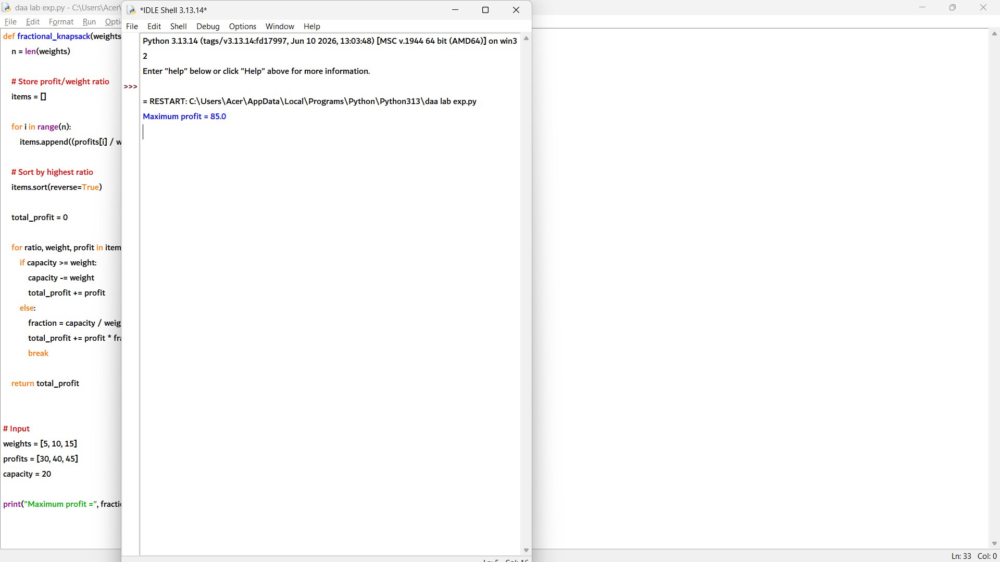 daa lab exp.py - C:\Users\Acer\
File Edit Format Run Opti
def fractional_knapsack(weights
n = len(weights)
# Store profit/weight ratio
items = []
for i in range(n):
items.append((profits[i] / w
# Sort by highest ratio
items.sort(reverse=True)
total_profit = 0
for ratio, weight, profit in item
if capacity >= weight:
capacity -= weight
total_profit += profit
else:
fraction = capacity / weig
total_profit += profit * fra
break
return total_profit
# Input
weights = [5, 10, 15]
profits = [30, 40, 45]
capacity = 20
print("Maximum profit =", fractio
*IDLE Shell 3.13.14*
File Edit Shell Debug Options Window Help
Python 3.13.14 (tags/v3.13.14:fd17997, Jun 10 2026, 13:03:48) [MSC v.1944 64 bit (AMD64)] on win3
2
Enter "help" below or click "Help" above for more information.
>>>
= RESTART: C:\Users\Acer\AppData\Local\Programs\Python\Python313\daa lab exp.py
Maximum profit = 85.0
Ln: 5 Col: 16
Ln: 33 Col: 0